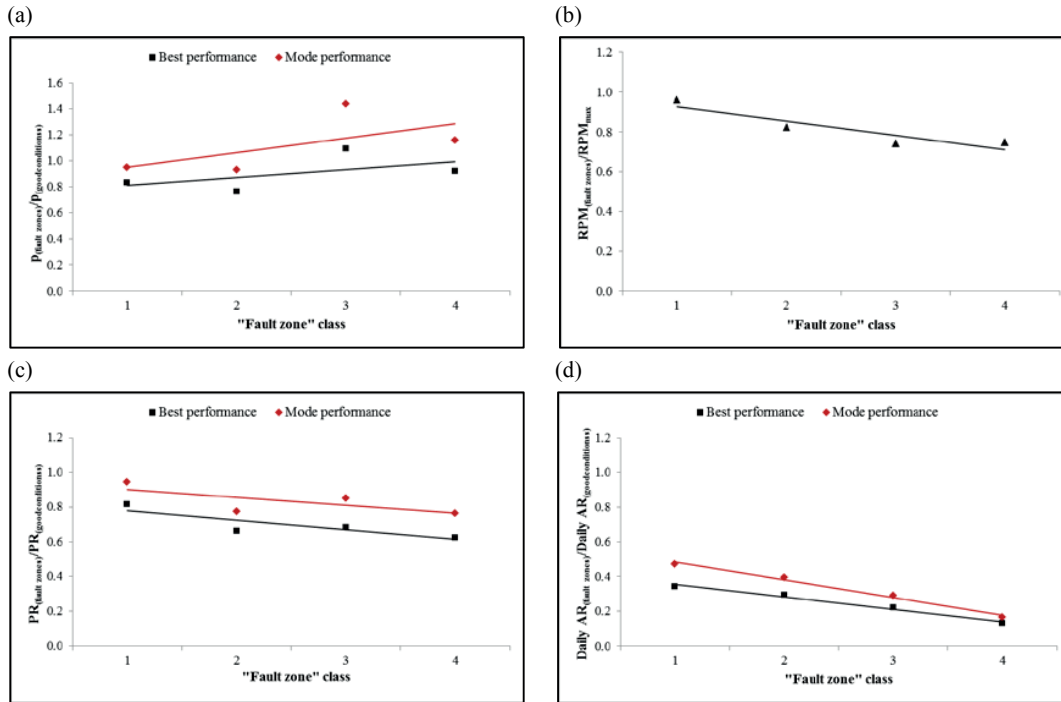 (a)
Best performance Mode performance
p(fault zones)/p(goodconditionss)
1.6
1.4
1.2
1.0
0.8
0.6
0.4
0.2
0.0
1 2 3 4
"Fault zone" class
(b)
RPM(fault zones)/RPMmax
1.2
1.0
0.8
0.6
0.4
0.2
0.0
1 2 3 4
"Fault zone" class
(c)
Best performance Mode performance
PR(fault zones)/PR(goodconditionss)
1.2
1.0
0.8
0.6
0.4
0.2
0.0
1 2 3 4
"Fault zone" class
(d)
Best performance Mode performance
Daily AR(fault zones)/Daily AR(goodconditionss)
1.2
1.0
0.8
0.6
0.4
0.2
0.0
1 2 3 4
"Fault zone" class